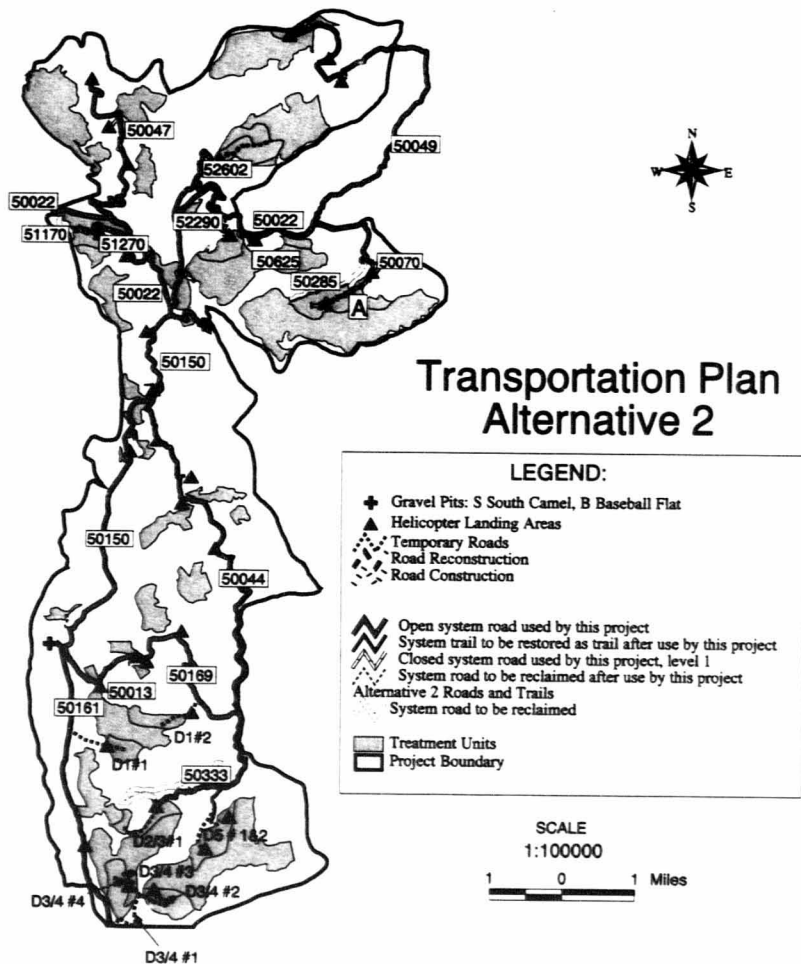 50047
50049
52602
50022
52290
50022
51170
51270
50625
50070
50285
50022
A
50150
N
W
E
S
Transportation Plan
Alternative 2
LEGEND:
Gravel Pits: S South Camel, B Baseball Flat
Helicopter Landing Areas
Temporary Roads
Road Reconstruction
Road Construction
Open system road used by this project
System trail to be restored as trail after use by this project
Closed system road used by this project, level 1
System road to be reclaimed after use by this project
Alternative 2 Roads and Trails
System road to be reclaimed
Treatment Units
Project Boundary
50150
50044
50169
50013
50161
D1#2
D1#1
50333
D2/3#1
D5 # 1&2
D3/4 #3
D3/4 #2
D3/4 #4
D3/4 #1
SCALE
1:100000
1 0 1 Miles